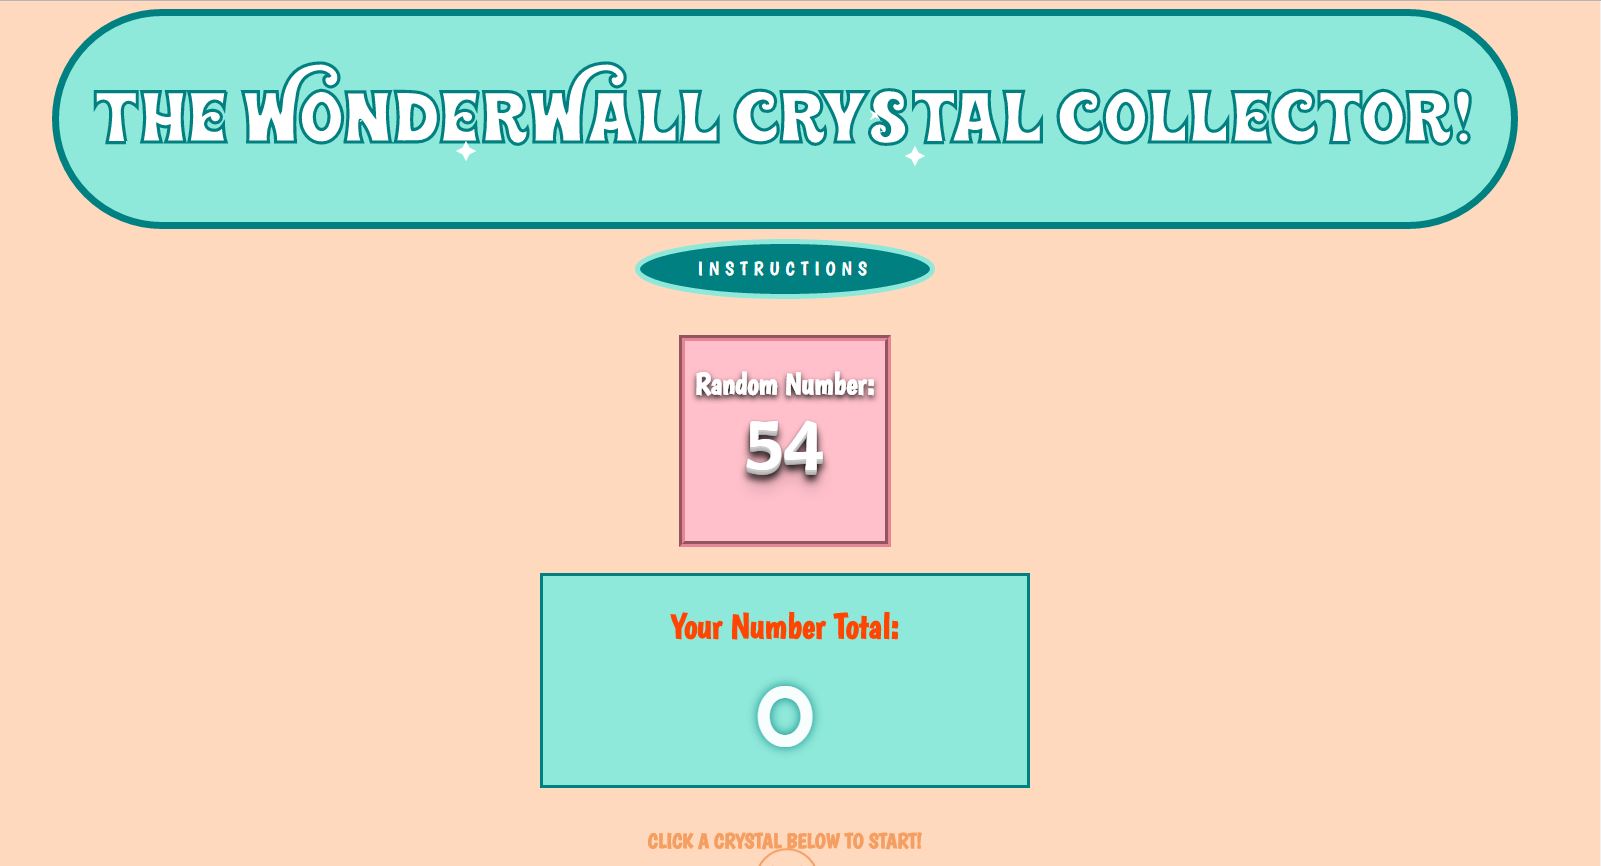 THE WONDERWALL CRYSTAL COLLECTOR!
INSTRUCTIONS
Random Number:
54
Your Number Total:
0
CLICK A CRYSTAL BELOW TO START!